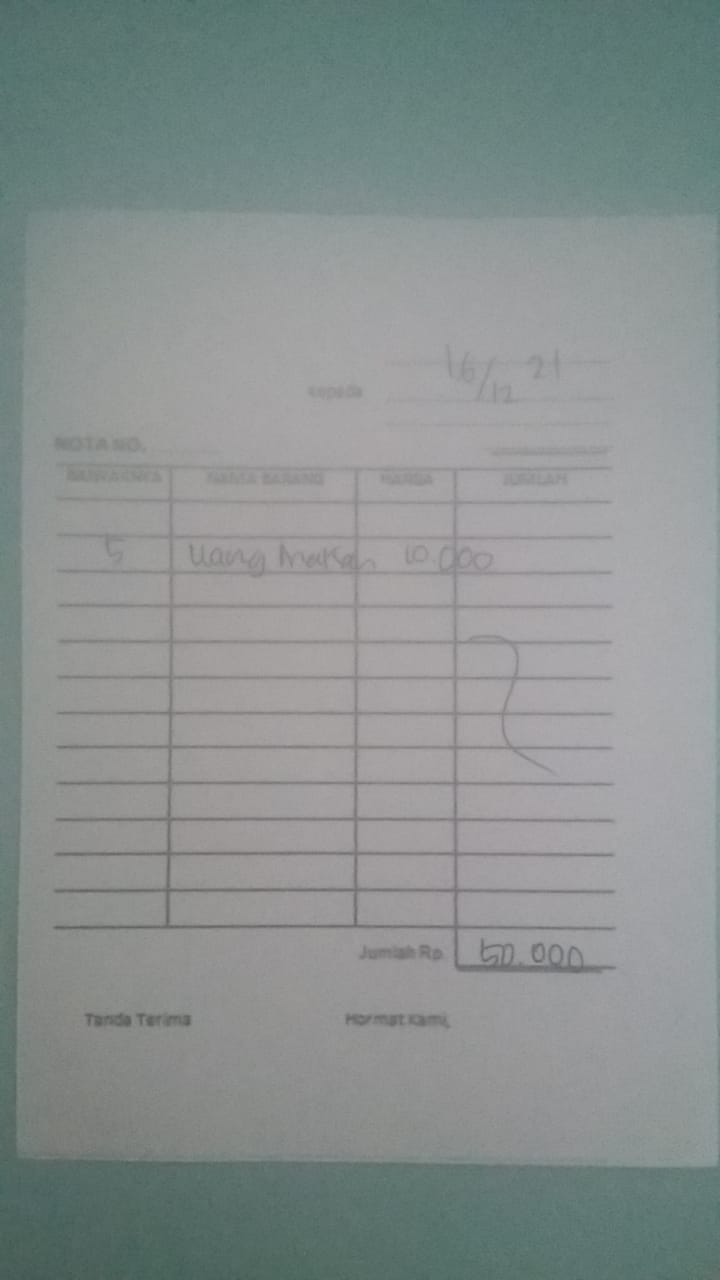 16/12 21
Kepada
NOTA NO.
BANYAKNYA NAMA BARANG HARGA JUMLAH
5 Uang Makan 10.000
Jumlah Rp 50.000
Tanda Terima Hormat Kami,